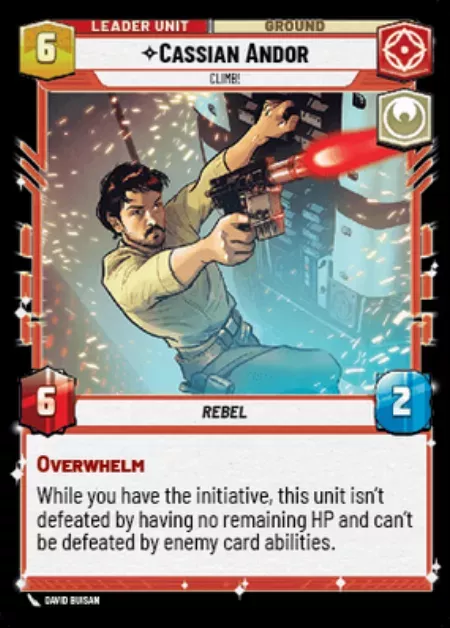 6
LEADER UNIT
GROUND
CASSIAN ANDOR
CLIMB!
6
REBEL
2
OVERWHELM
While you have the initiative, this unit isn't
defeated by having no remaining HP and can't
be defeated by enemy card abilities.
DAVID BUISAN